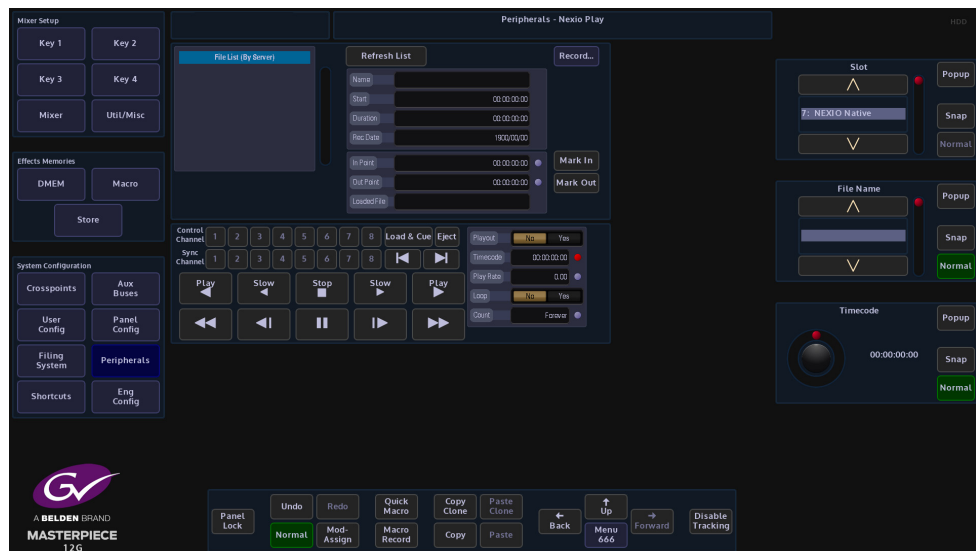 Mixer Setup
Key 1
Key 2
Key 3
Key 4
Mixer
Util/Misc
Effects Memories
DMEM
Macro
Store
System Configuration
Crosspoints
Aux
Buses
User
Config
Panel
Config
Filing
System
Peripherals
Shortcuts
Eng
Config
GV
A BELDEN BRAND
MASTERPIECE
12G
Peripherals - Nexio Play
HDD
File List (By Server)
Refresh List
Record...
Name
Start 00:00:00:00
Duration 00:00:00:00
Rec.Date 1900/00/00
In Point 00:00:00:00
Mark In
Out Point 00:00:00:00
Mark Out
Loaded File
Control
Channel
1 2 3 4 5 6 7 8
Load & Cue
Eject
Sync
Channel
1 2 3 4 5 6 7 8
Play
Slow
Stop
Slow
Play
Playout No Yes
Timecode 00:00:00:00
Play Rate 0.00
Loop No Yes
Count Forever
Slot
7: NEXIO Native
Popup
Snap
Normal
File Name
Popup
Snap
Normal
Timecode
00:00:00:00
Popup
Snap
Normal
Panel
Lock
Undo
Redo
Normal
Mod-
Assign
Quick
Macro
Macro
Record
Copy
Clone
Paste
Clone
Copy
Paste
Back
Up
Menu
666
Forward
Disable
Tracking